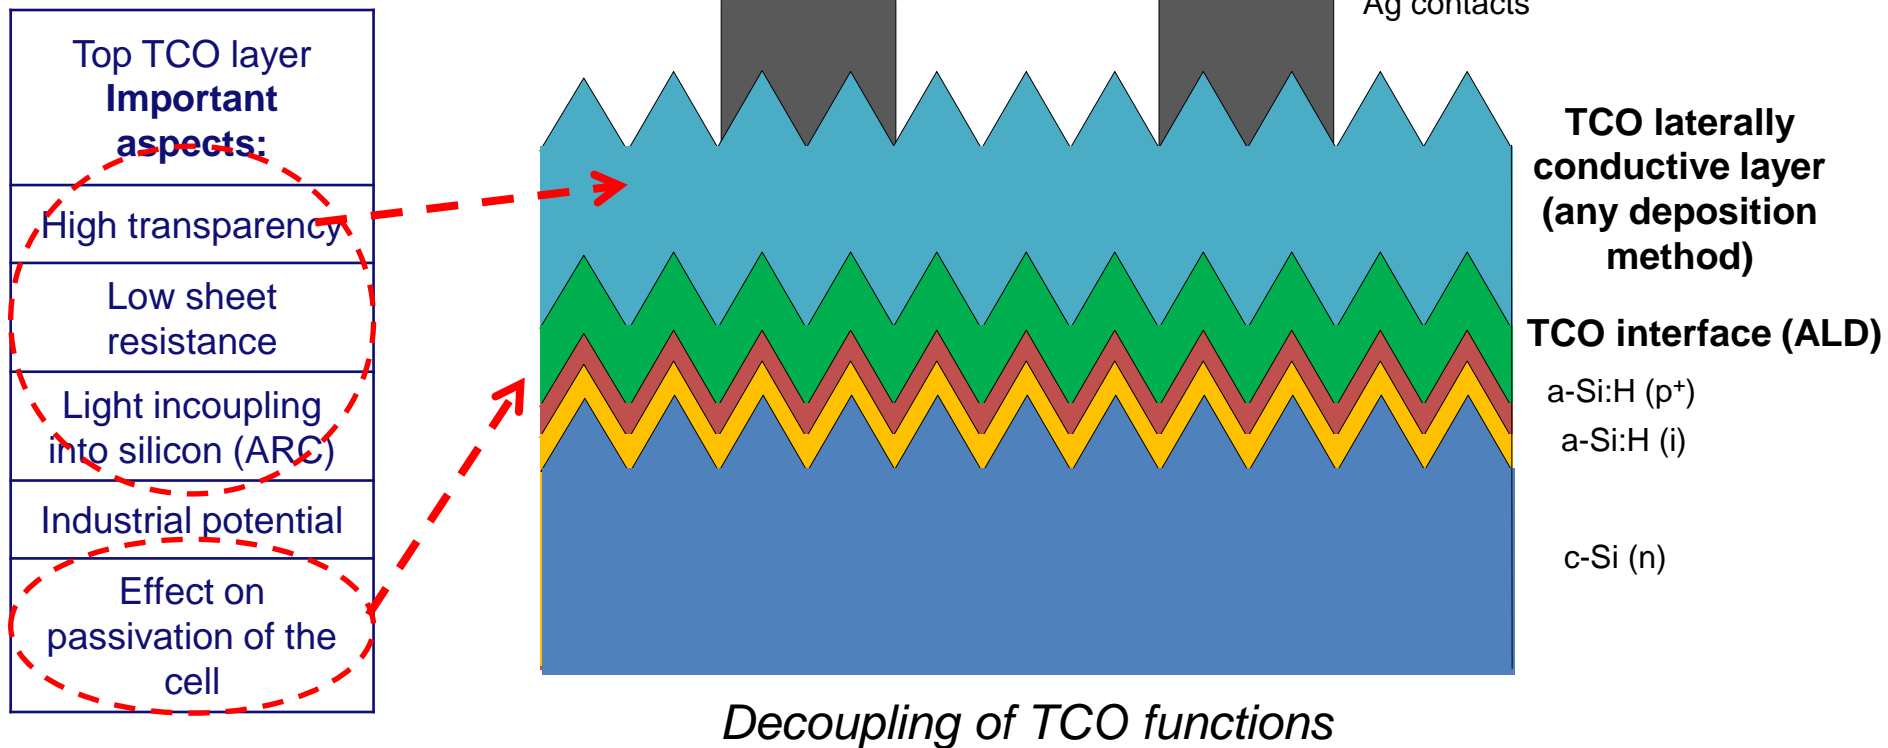 Top TCO layer
Important
aspects:
High transparency
Low sheet
resistance
Light incoupling
into silicon (ARC)
Industrial potential
Effect on
passivation of the
cell
Ag contacts
TCO laterally
conductive layer
(any deposition
method)
TCO interface (ALD)
a-Si:H (p⁺)
a-Si:H (i)
c-Si (n)
Decoupling of TCO functions